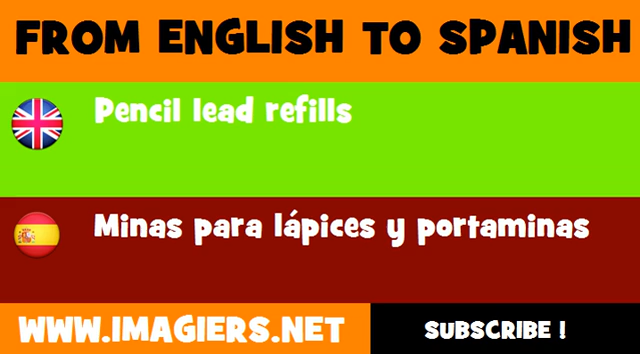 FROM ENGLISH TO SPANISH
Pencil lead refills
Minas para lápices y portaminas
WWW.IMAGIERS.NET
SUBSCRIBE !